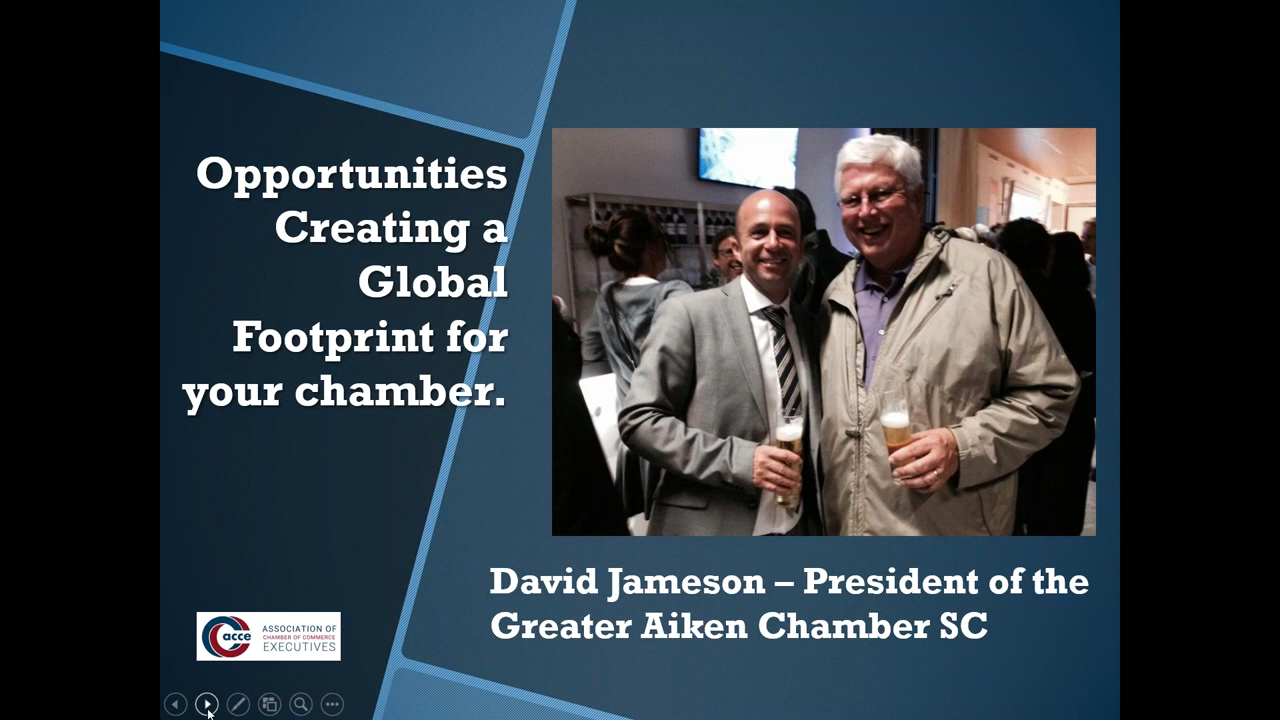 Opportunities
Creating a
Global
Footprint for
your chamber.
David Jameson – President of the
Greater Aiken Chamber SC
acce
ASSOCIATION OF
CHAMBER OF COMMERCE
EXECUTIVES